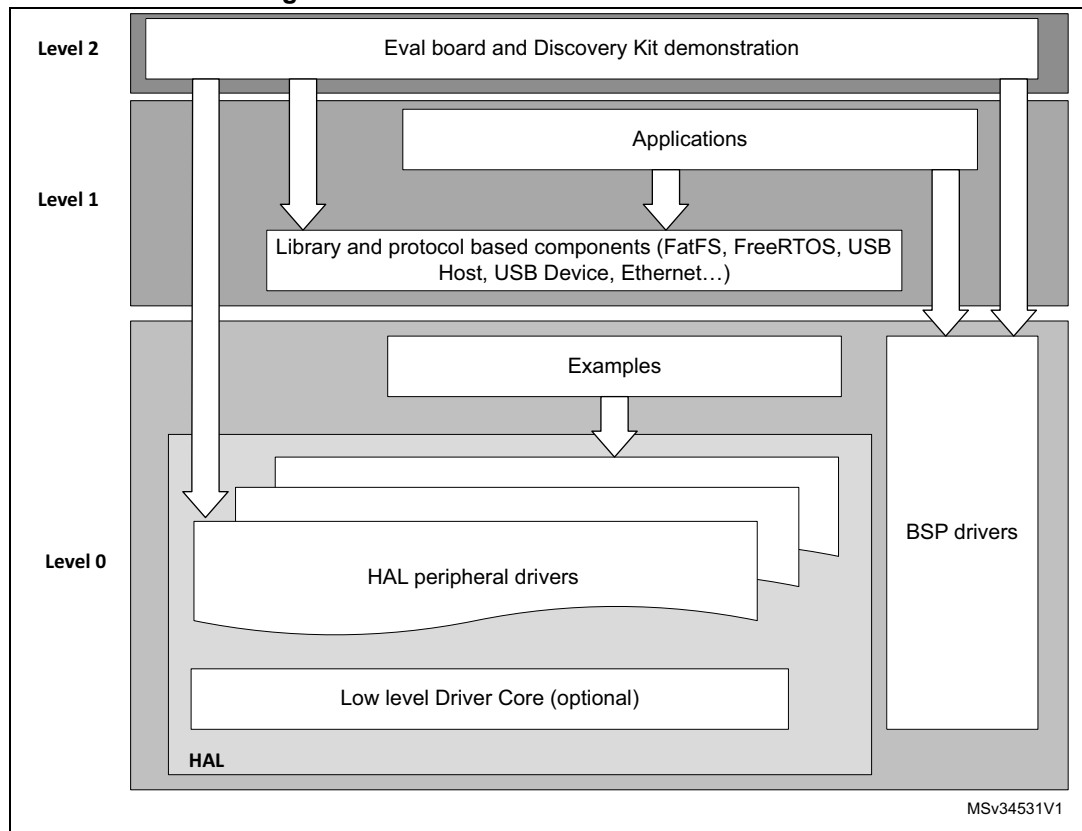 Level 2
Eval board and Discovery Kit demonstration
Applications
Level 1
Library and protocol based components (FatFS, FreeRTOS, USB
Host, USB Device, Ethernet…)
Examples
BSP drivers
Level 0
HAL peripheral drivers
Low level Driver Core (optional)
HAL
MSv34531V1